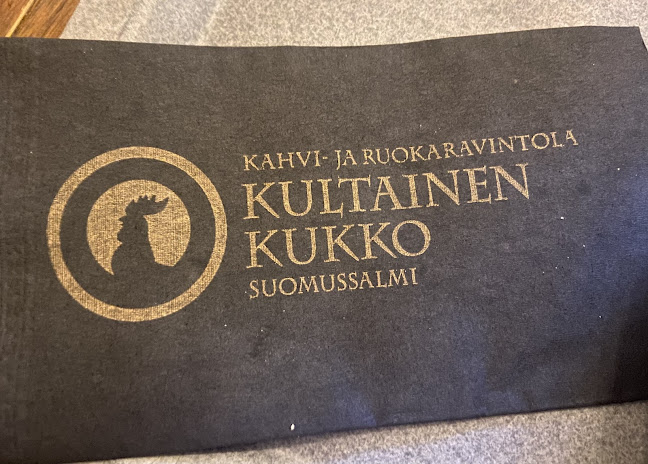 KAHVI- JA RUOKARAVINTOLA
KULTAINEN
KUKKO
SUOMUSSALMI